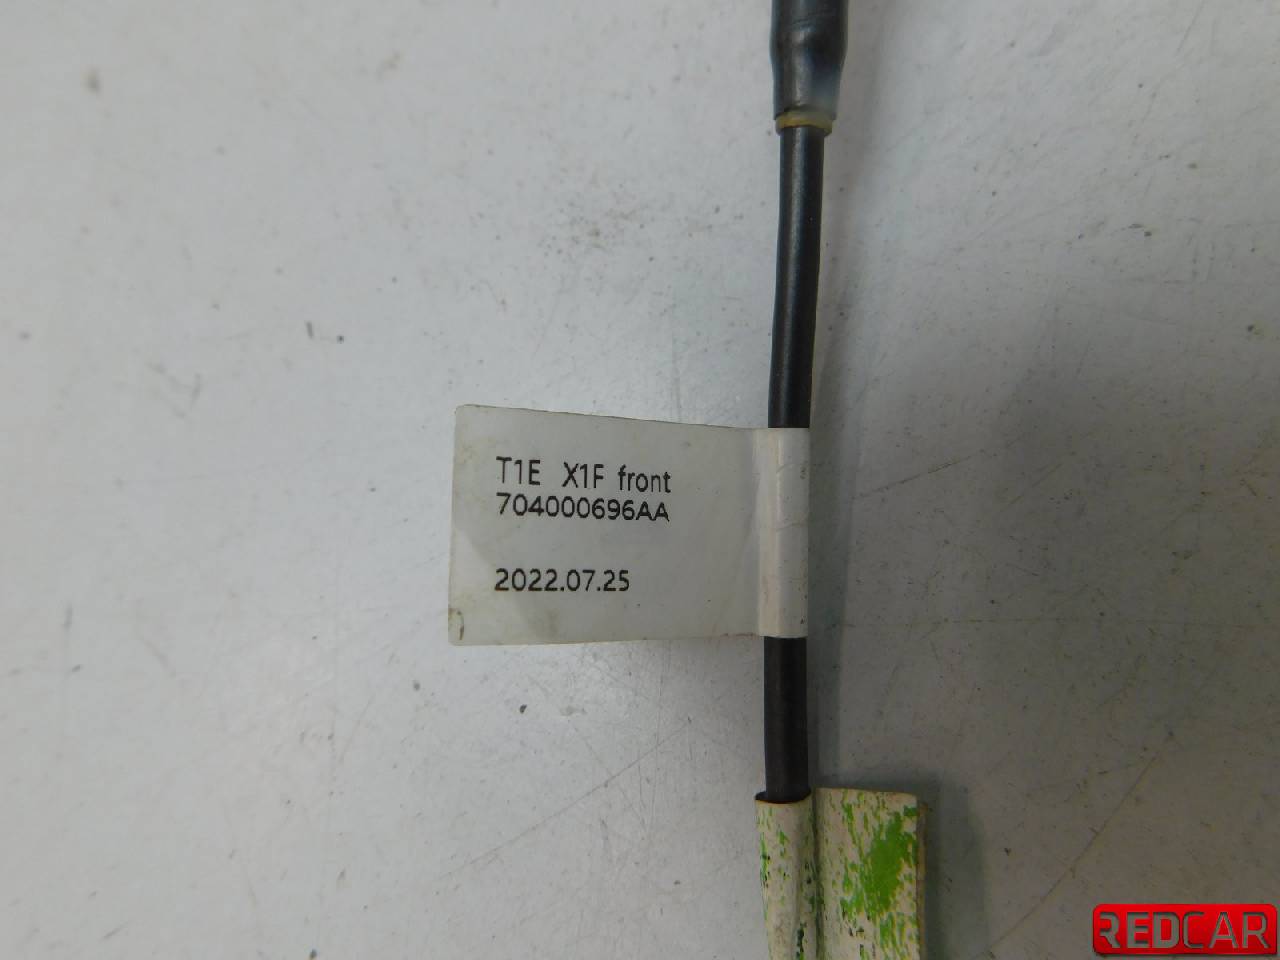 T1E X1F front
704000696AA
2022.07.25
REDCAR